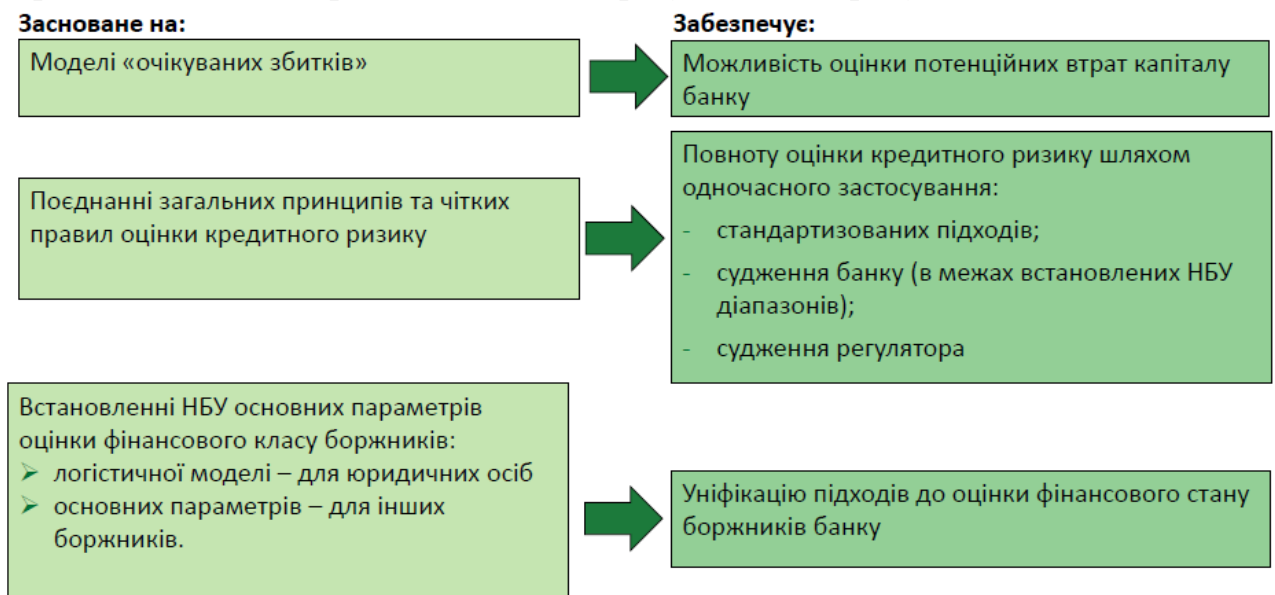 Засноване на:
Забезпечує:
Моделі «очікуваних збитків»
Можливість оцінки потенційних втрат капіталу
банку
Поєднанні загальних принципів та чітких
правил оцінки кредитного ризику
Повноту оцінки кредитного ризику шляхом
одночасного застосування:
- стандартизованих підходів;
- судження банку (в межах встановлених НБУ
діапазонів);
- судження регулятора
Встановленні НБУ основних параметрів
оцінки фінансового класу боржників:
➢ логістичної моделі – для юридичних осіб
➢ основних параметрів – для інших
боржників.
Уніфікацію підходів до оцінки фінансового стану
боржників банку